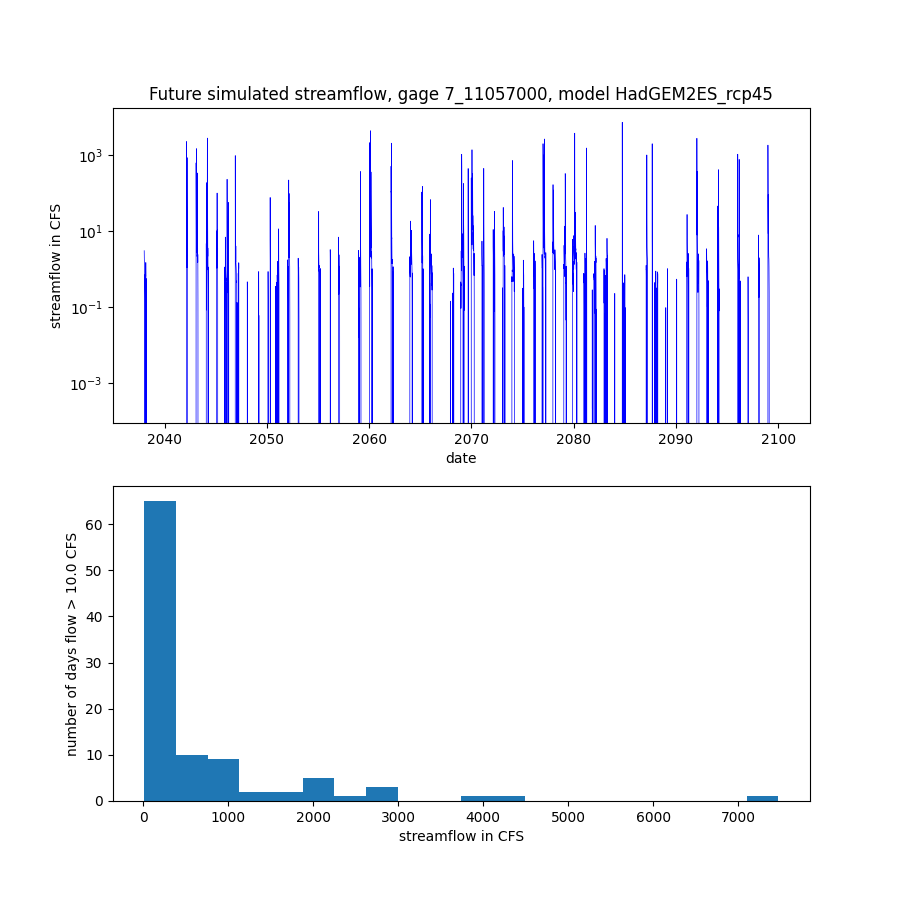 Future simulated streamflow, gage 7_11057000, model HadGEM2ES_rcp45
streamflow in CFS
10^3
10^1
10^−1
10^−3
2040 2050 2060 2070 2080 2090 2100
date
number of days flow > 10.0 CFS
60
50
40
30
20
10
0
0 1000 2000 3000 4000 5000 6000 7000
streamflow in CFS